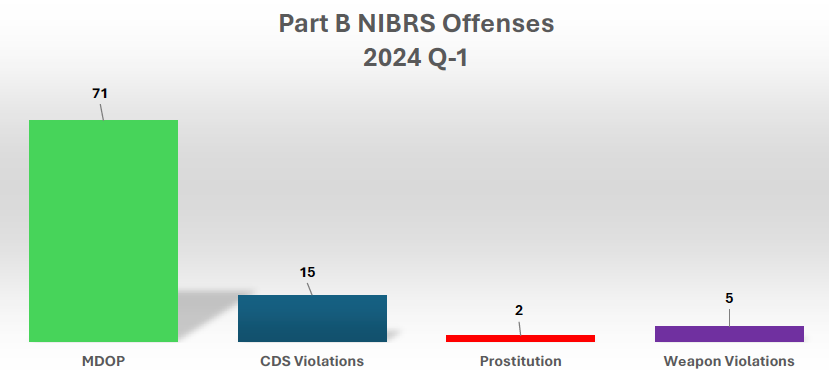 Part B NIBRS Offenses
2024 Q-1
71
15
2
5
MDOP
CDS Violations
Prostitution
Weapon Violations